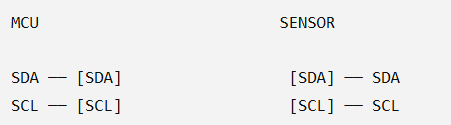 MCU                          SENSOR
SDA ── [SDA]                  [SDA] ── SDA
SCL ── [SCL]                  [SCL] ── SCL